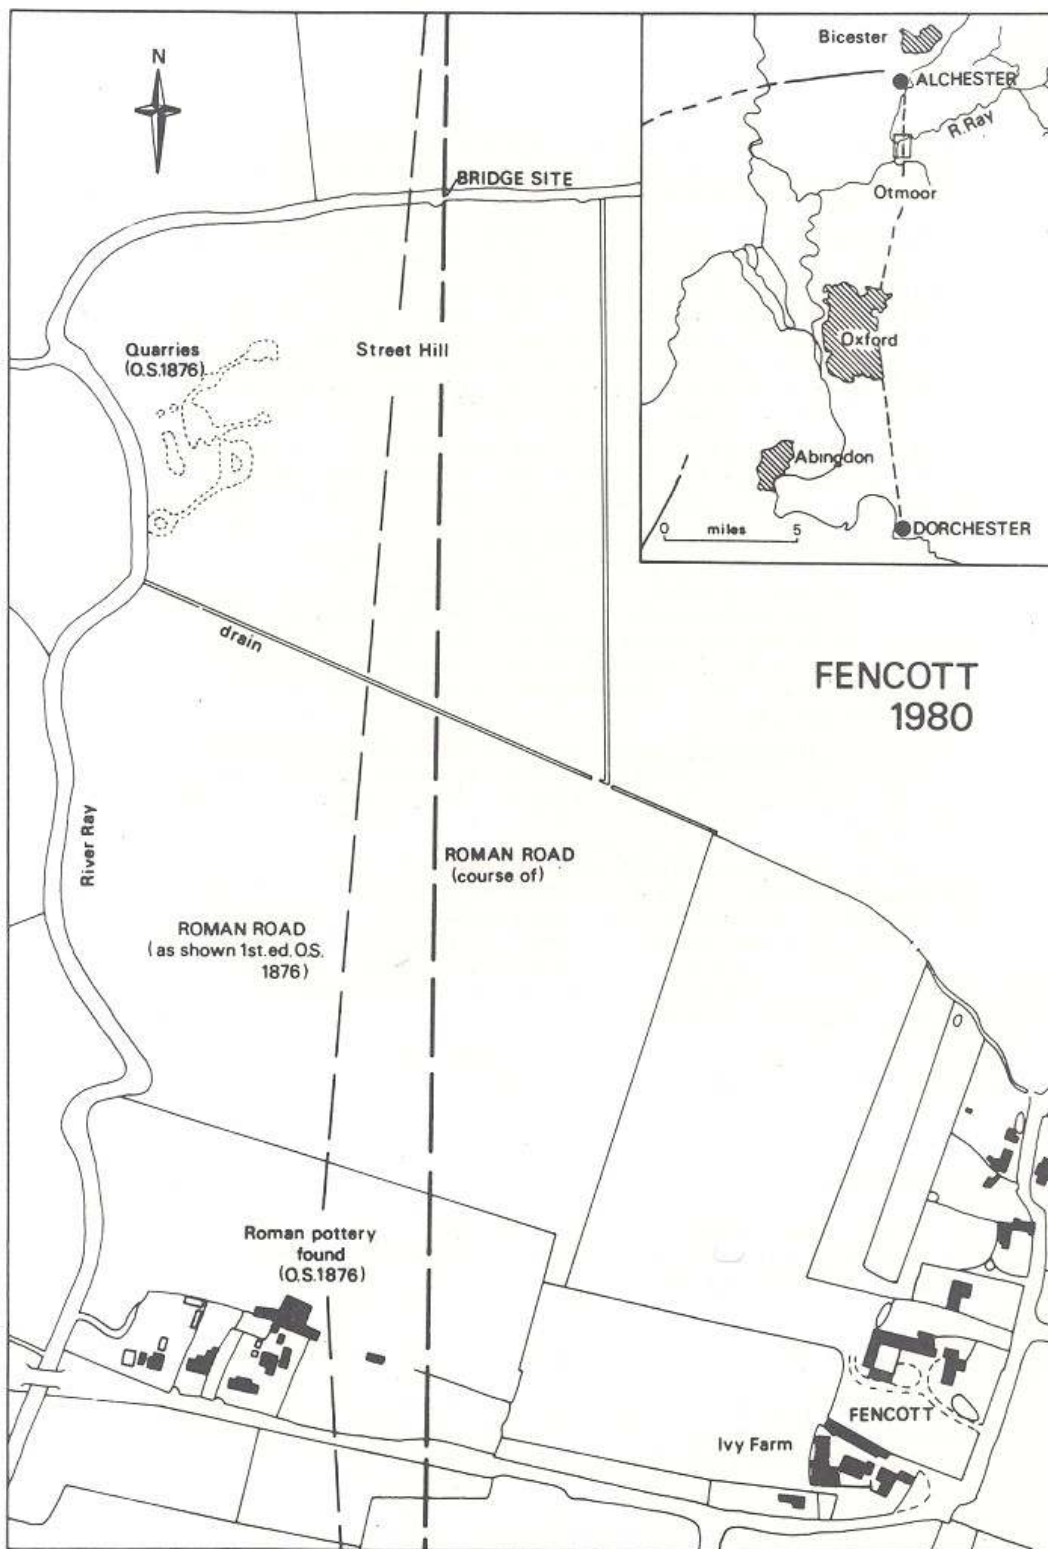 N
BRIDGE SITE
Quarries
(O.S.1876)
Street Hill
drain
River Ray
ROMAN ROAD
(course of)
ROMAN ROAD
(as shown 1st.ed.O.S.
1876)
Roman pottery
found
(O.S.1876)
Ivy Farm
FENCOTT
FENCOTT
1980
Bicester
ALCHESTER
R.Ray
Otmoor
Oxford
Abingdon
0 miles 5
DORCHESTER